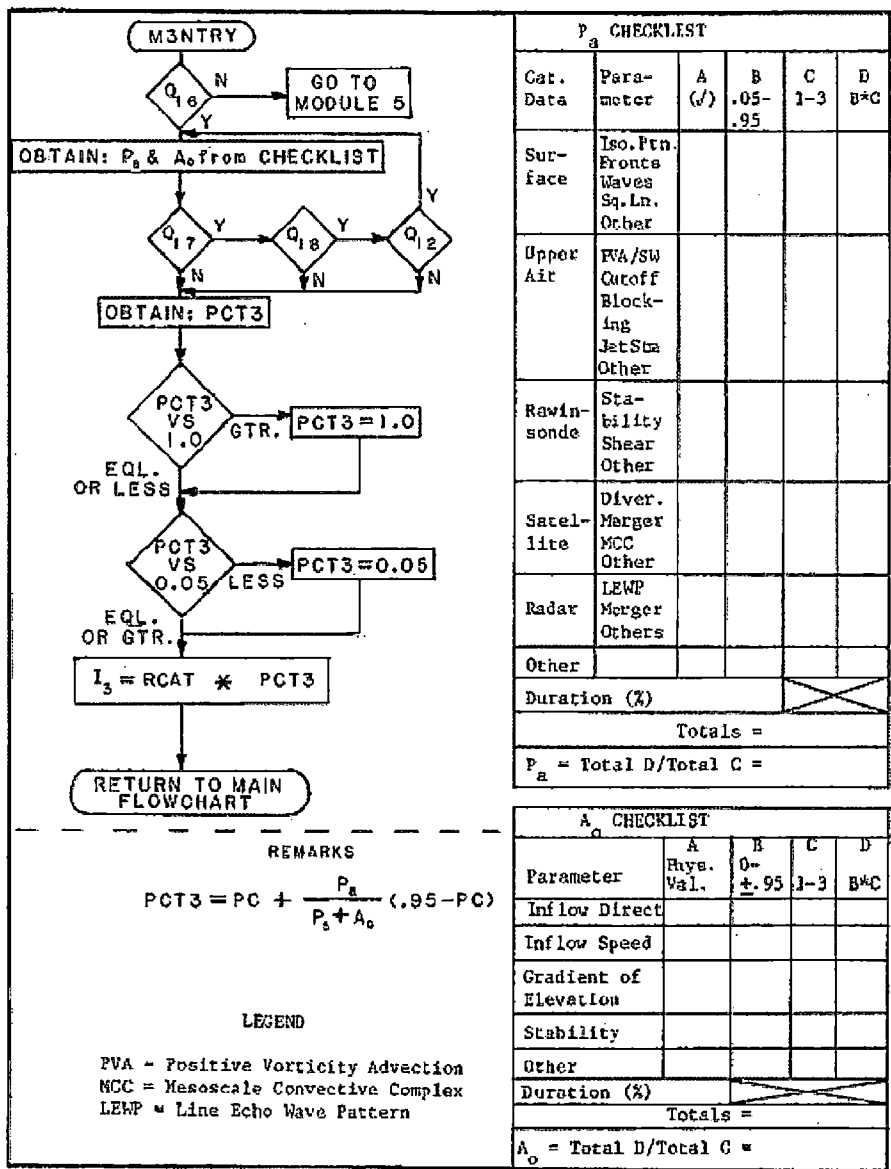 M3NTRY
Q16
N
GO TO
MODULE 5
Y
OBTAIN: Pa & Ao from CHECKLIST
Y
Q17
Y
Q18
Y
Q12
N
N
N
OBTAIN: PCT3
PCT3
VS
1.0
GTR.
PCT3=1.0
EQL.
OR LESS
PCT3
VS
0.05
LESS
PCT3=0.05
EQL.
OR GTR.
I3 = RCAT * PCT3
RETURN TO MAIN
FLOWCHART
REMARKS
PCT3 = PC + Pa / (Pa + Ao) (.95-PC)
LEGEND
PVA = Positive Vorticity Advection
MCC = Mesoscale Convective Complex
LEWP = Line Echo Wave Pattern
Pa CHECKLIST
Cat. Para- A B C D
Data meter (√) .05- 1-3 B*C
.95
Sur-
face
Iso.Ptn.
Fronts
Waves
Sq.Ln.
Other
Upper
Air
PVA/SW
Cutoff
Block-
ing
JetStm
Other
Rawin-
sonde
Sta-
bility
Shear
Other
Satel-
lite
Diver.
Merger
MCC
Other
Radar
LEWP
Merger
Others
Other
Duration (%)
Totals =
Pa = Total D/Total C =
Ao CHECKLIST
Parameter
A
Phys.
Val.
B
0-
±.95
C
1-3
D
B*C
Inflow Direct
Inflow Speed
Gradient of
Elevation
Stability
Other
Duration (%)
Totals =
Ao = Total D/Total C =